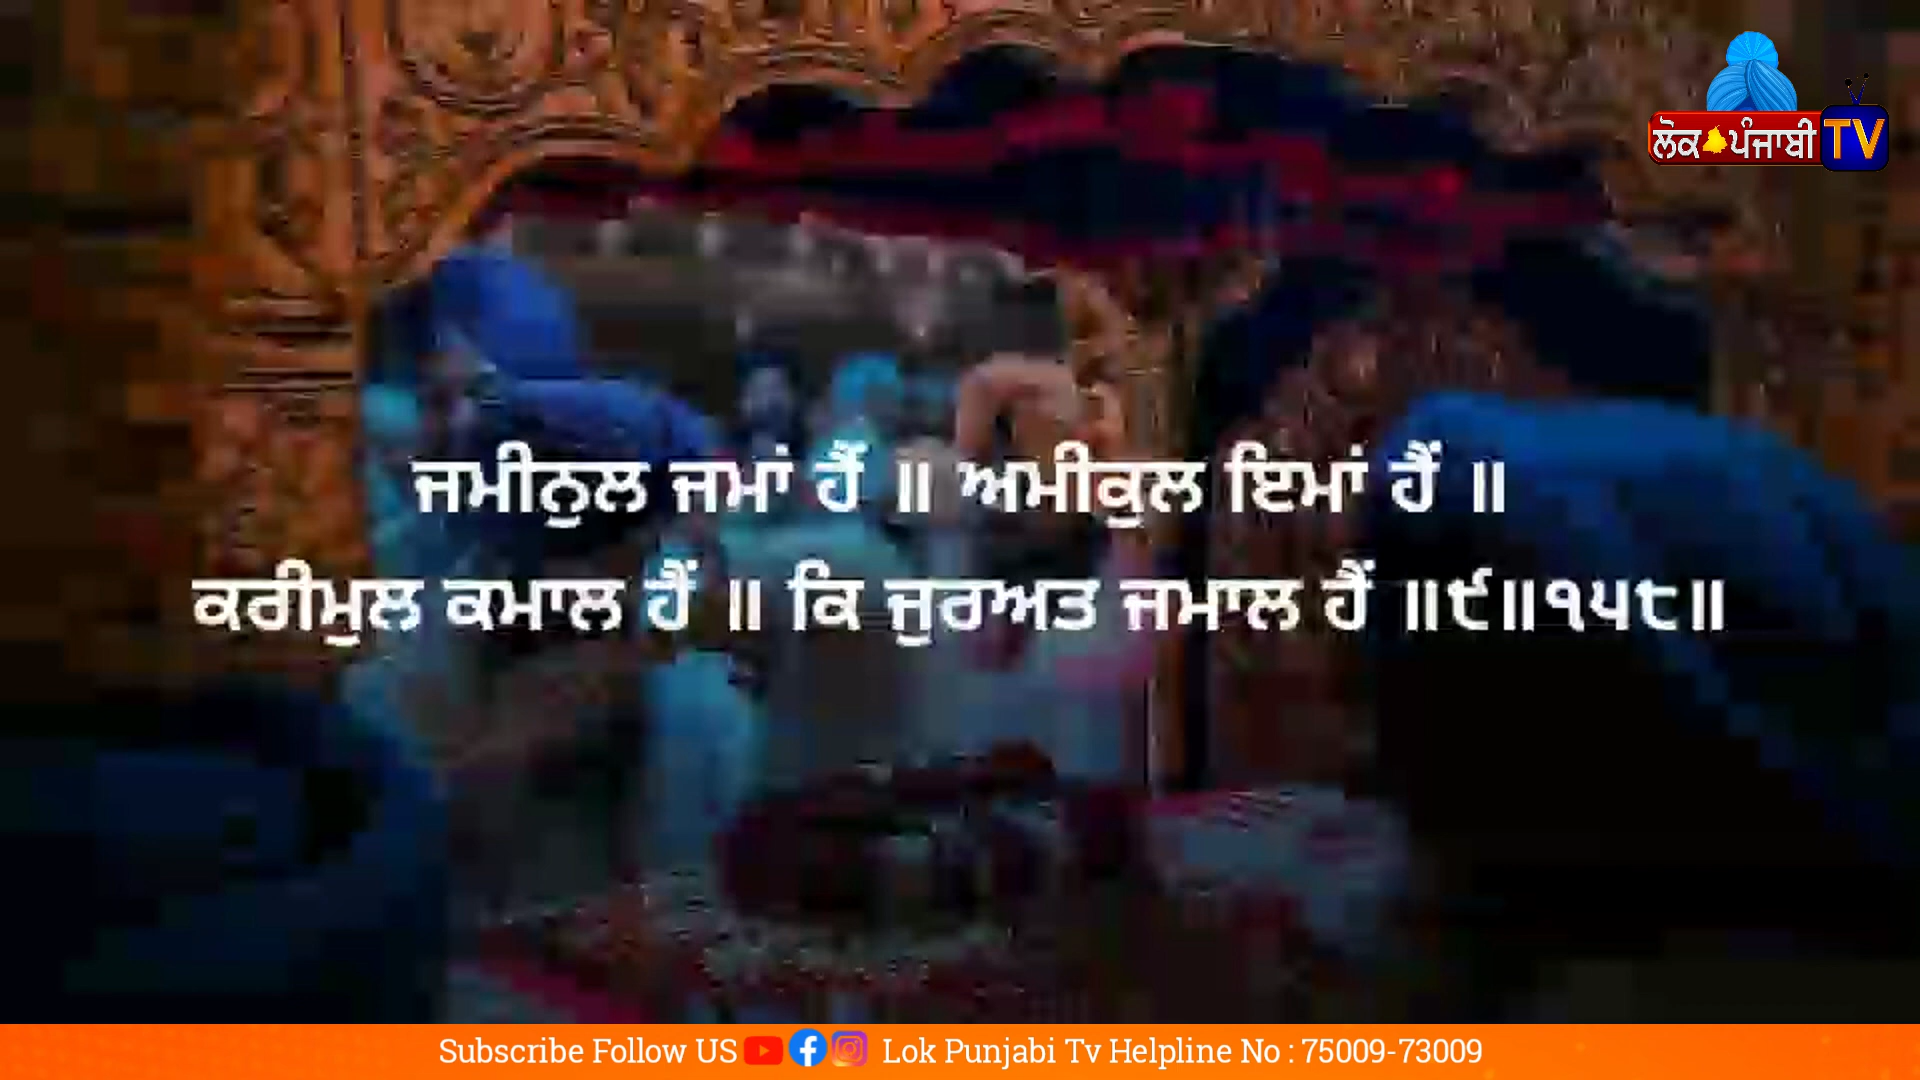 ਲੋਕ ਪੰਜਾਬੀ TV
ਜਮੀਨੁਲ ਜਮਾਂ ਹੈਂ ॥ ਅਮੀਕੁਲ ਇਮਾਂ ਹੈਂ ॥
ਕਰੀਮੁਲ ਕਮਾਲ ਹੈਂ ॥ ਕਿ ਜੁਰਅਤ ਜਮਾਲ ਹੈਂ ॥੯॥੧੫੮॥
Subscribe Follow US Lok Punjabi Tv Helpline No : 75009-73009